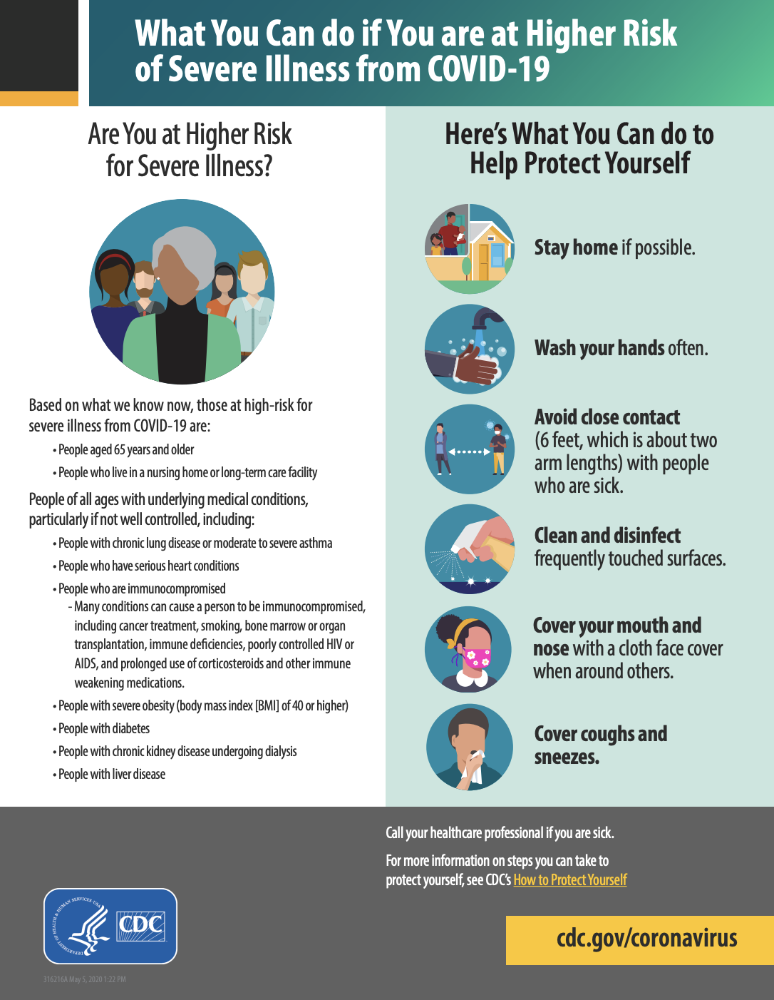 What You Can do if You are at Higher Risk
of Severe Illness from COVID-19
Are You at Higher Risk
for Severe Illness?
Based on what we know now, those at high-risk for
severe illness from COVID-19 are:
• People aged 65 years and older
• People who live in a nursing home or long-term care facility
People of all ages with underlying medical conditions,
particularly if not well controlled, including:
• People with chronic lung disease or moderate to severe asthma
• People who have serious heart conditions
• People who are immunocompromised
- Many conditions can cause a person to be immunocompromised,
including cancer treatment, smoking, bone marrow or organ
transplantation, immune deficiencies, poorly controlled HIV or
AIDS, and prolonged use of corticosteroids and other immune
weakening medications.
• People with severe obesity (body mass index [BMI] of 40 or higher)
• People with diabetes
• People with chronic kidney disease undergoing dialysis
• People with liver disease
Here's What You Can do to
Help Protect Yourself
Stay home if possible.
Wash your hands often.
Avoid close contact
(6 feet, which is about two
arm lengths) with people
who are sick.
Clean and disinfect
frequently touched surfaces.
Cover your mouth and
nose with a cloth face cover
when around others.
Cover coughs and
sneezes.
Call your healthcare professional if you are sick.
For more information on steps you can take to
protect yourself, see CDC's How to Protect Yourself
DEPARTMENT OF HEALTH & HUMAN SERVICES USA
CDC
cdc.gov/coronavirus
316216A May 5, 2020 1:22 PM